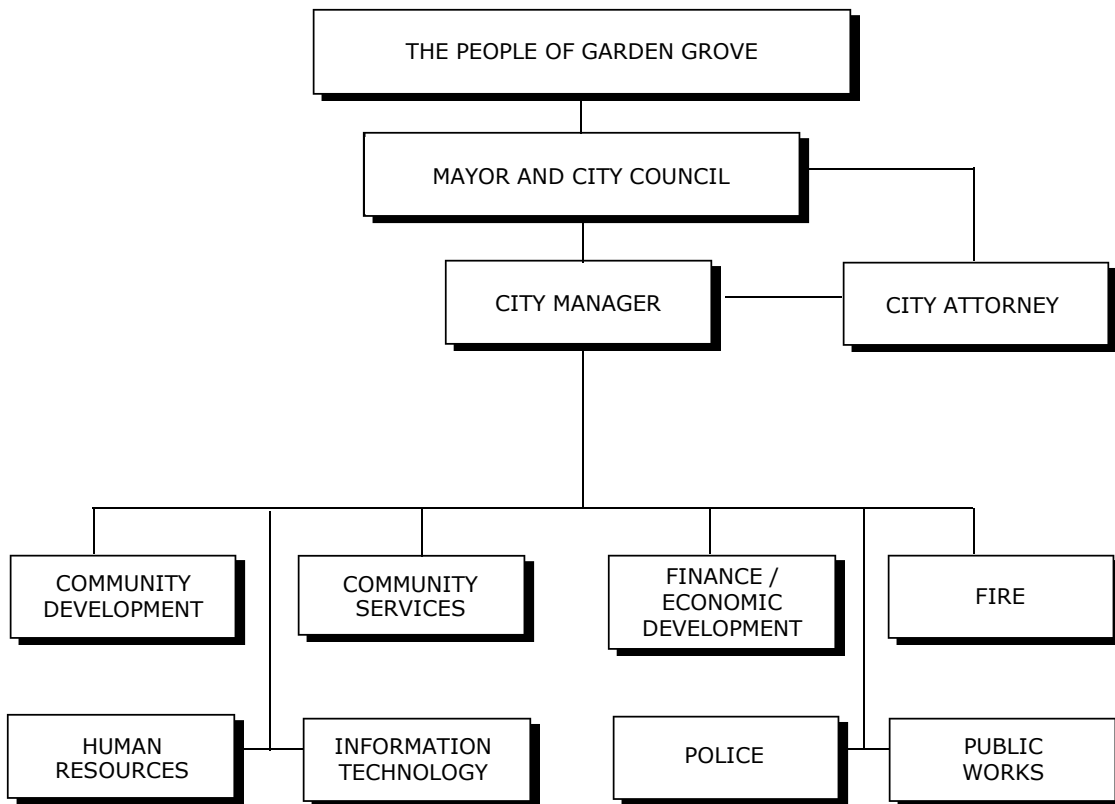 THE PEOPLE OF GARDEN GROVE
MAYOR AND CITY COUNCIL
CITY MANAGER
CITY ATTORNEY
COMMUNITY
DEVELOPMENT
COMMUNITY
SERVICES
FINANCE /
ECONOMIC
DEVELOPMENT
FIRE
HUMAN
RESOURCES
INFORMATION
TECHNOLOGY
POLICE
PUBLIC
WORKS